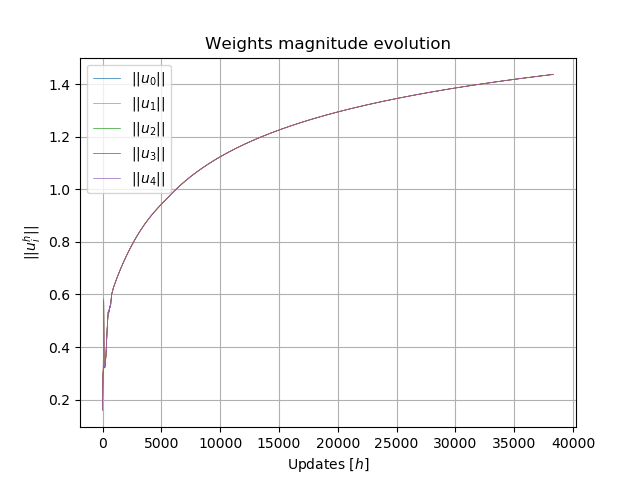 Weights magnitude evolution
||u₀||
||u₁||
||u₂||
||u₃||
||u₄||
1.4
1.2
1.0
0.8
0.6
0.4
0.2
||uᵢʰ||
0 5000 10000 15000 20000 25000 30000 35000 40000
Updates [h]